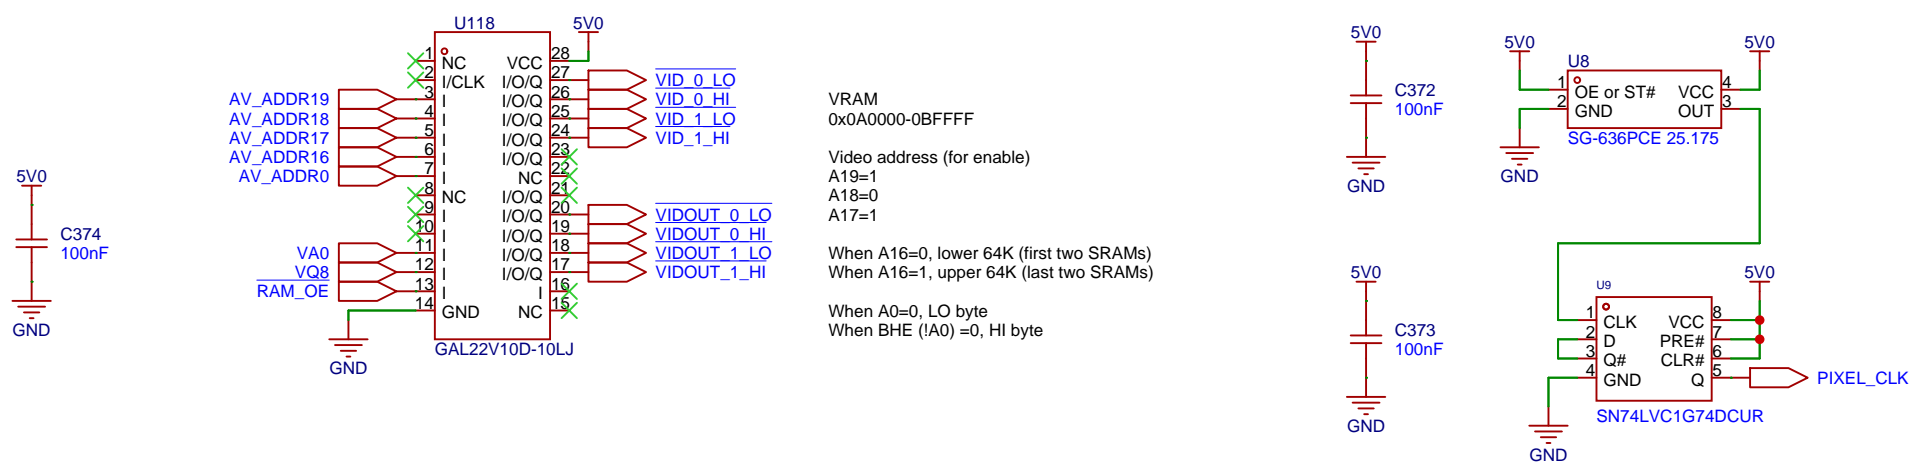 5V0
C374
100nF
GND
U118
5V0
1 NC
2 I/CLK
3 I
4 I
5 I
6 I
7 I
8 NC
9 I
10 I
11 I
12 I
13 I
14 GND
VCC 28
I/O/Q 27
I/O/Q 26
I/O/Q 25
I/O/Q 24
I/O/Q 23
NC 22
I/O/Q 21
I/O/Q 20
I/O/Q 19
I/O/Q 18
I/O/Q 17
I 16
NC 15
AV_ADDR19
AV_ADDR18
AV_ADDR17
AV_ADDR16
AV_ADDR0
VA0
VQ8
RAM_OE
GND
GAL22V10D-10LJ
VID_0_LO
VID_0_HI
VID_1_LO
VID_1_HI
VIDOUT_0_LO
VIDOUT_0_HI
VIDOUT_1_LO
VIDOUT_1_HI
VRAM
0x0A0000-0BFFFF
Video address (for enable)
A19=1
A18=0
A17=1
When A16=0, lower 64K (first two SRAMs)
When A16=1, upper 64K (last two SRAMs)
When A0=0, LO byte
When BHE (!A0) =0, HI byte
5V0
C372
100nF
GND
5V0
C373
100nF
GND
5V0
U8
5V0
1 OE or ST#
2 GND
VCC 4
OUT 3
SG-636PCE 25.175
GND
U9
5V0
1 CLK
2 D
3 Q#
4 GND
VCC 8
PRE# 7
CLR# 6
Q 5
PIXEL_CLK
SN74LVC1G74DCUR
GND